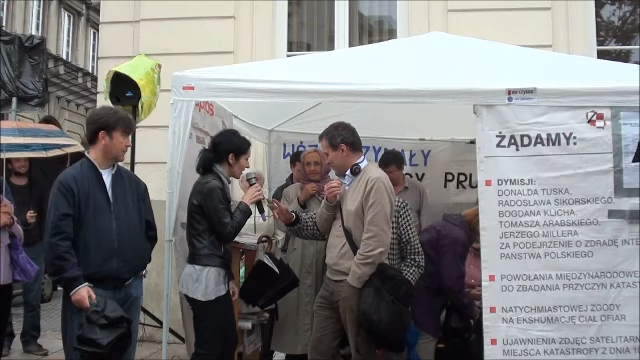 ŻĄDAMY:
DYMISJI:
DONALDA TUSKA,
RADOSŁAWA SIKORSKIEGO,
BOGDANA KLICHA,
TOMASZA ARABSKIEGO,
JERZEGO MILLERA
ZA PODEJRZENIE O ZDRADĘ INTE
PAŃSTWA POLSKIEGO
POWOŁANIA MIĘDZYNARODOWE
DO ZBADANIA PRZYCZYN KATAST
NATYCHMIASTOWEJ ZGODY
NA EKSHUMACJĘ CIAŁ OFIAR
UJAWNIENIA ZDJĘĆ SATELITAR
MIEJSCA KATASTROFY Z DNIA 1